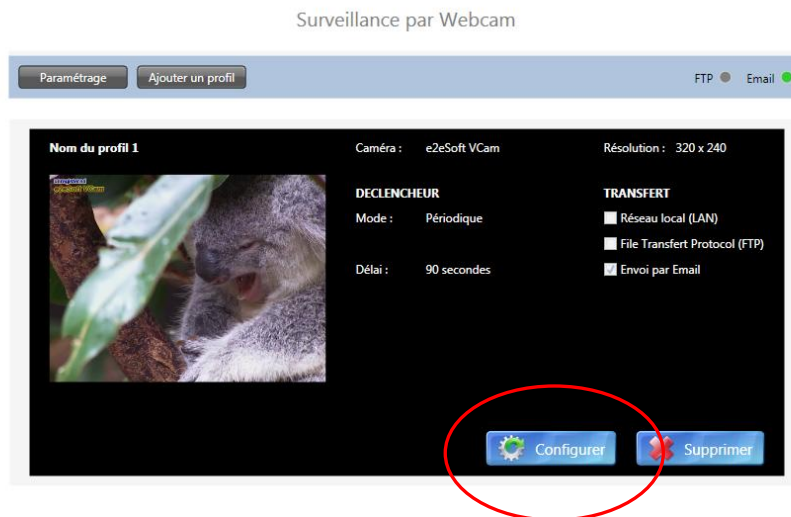 Surveillance par Webcam
Paramétrage
Ajouter un profil
FTP
Email
Nom du profil 1
Caméra : e2eSoft VCam
Résolution : 320 x 240
e2eSoft VCam
DECLENCHEUR
Mode : Périodique
Délai : 90 secondes
TRANSFERT
Réseau local (LAN)
File Transfert Protocol (FTP)
Envoi par Email
Configurer
Supprimer